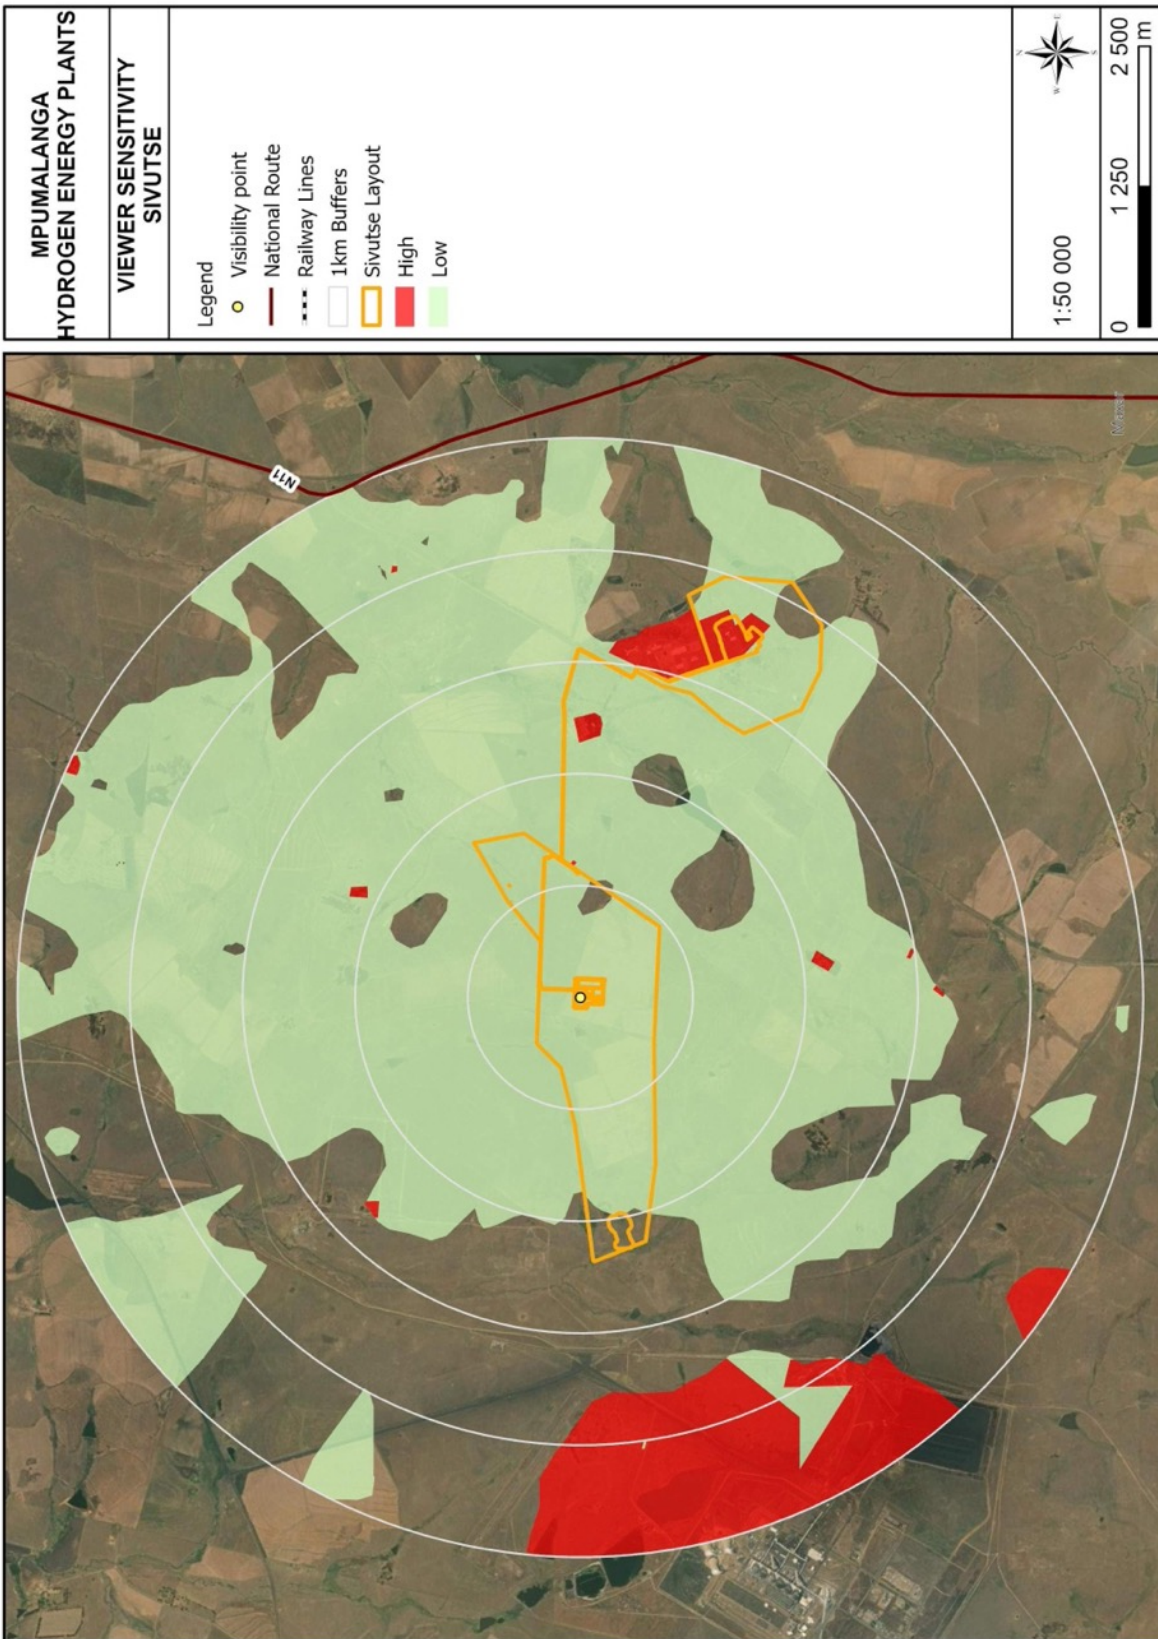 MPUMALANGA
HYDROGEN ENERGY PLANTS
VIEWER SENSITIVITY
SIVUTSE
Legend
Visibility point
National Route
Railway Lines
1km Buffers
Sivutse Layout
High
Low
N
E
S
W
1:50 000
0 1 250 2 500
m
N11